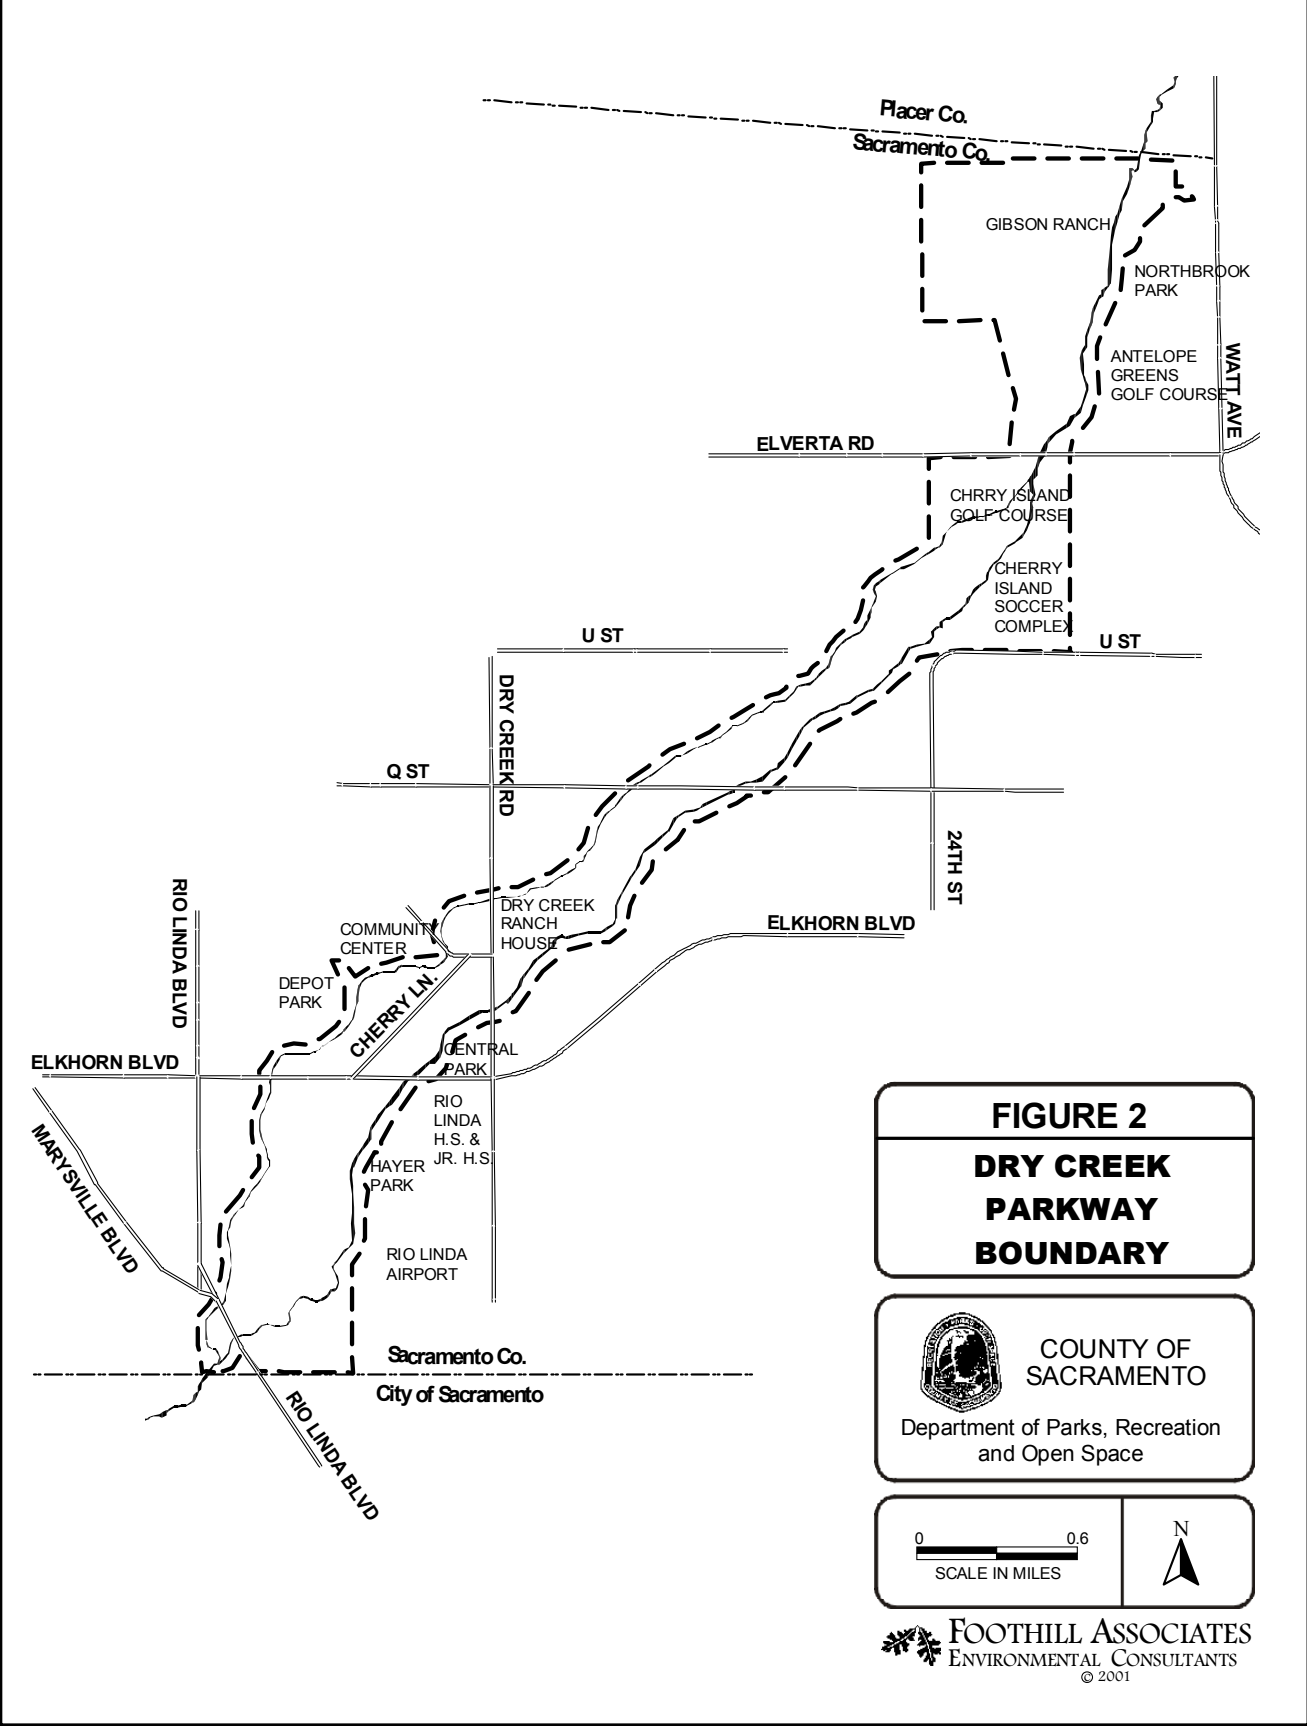 Placer Co.
Sacramento Co.
GIBSON RANCH
NORTHBROOK
PARK
ANTELOPE
GREENS
GOLF COURSE
WATT AVE
ELVERTA RD
CHRRY ISLAND
GOLF COURSE
CHERRY
ISLAND
SOCCER
COMPLEX
U ST
U ST
DRY CREEK RD
Q ST
24TH ST
RIO LINDA BLVD
COMMUNITY
CENTER
DRY CREEK
RANCH
HOUSE
ELKHORN BLVD
DEPOT
PARK
CHERRY LN.
ELKHORN BLVD
CENTRAL
PARK
RIO
LINDA
H.S. &
JR. H.S.
MARYSVILLE BLVD
HAYER
PARK
RIO LINDA
AIRPORT
Sacramento Co.
City of Sacramento
RIO LINDA BLVD
FIGURE 2
DRY CREEK
PARKWAY
BOUNDARY
COUNTY OF
SACRAMENTO
Department of Parks, Recreation
and Open Space
0 0.6
SCALE IN MILES
N
FOOTHILL ASSOCIATES
ENVIRONMENTAL CONSULTANTS
© 2001